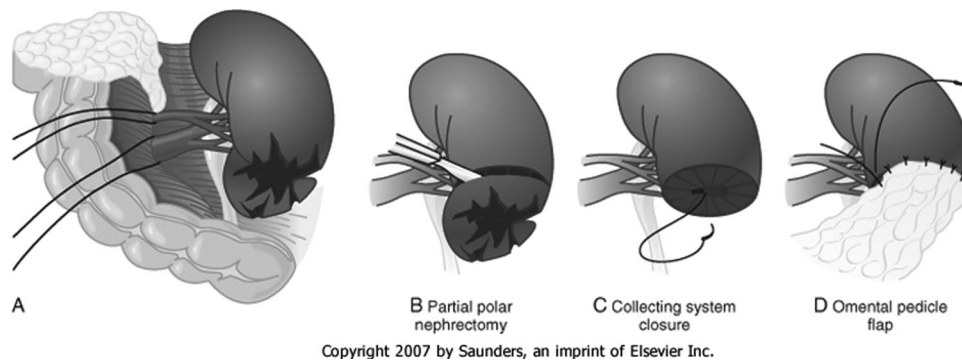 A
B Partial polar
nephrectomy
C Collecting system
closure
D Omental pedicle
flap
Copyright 2007 by Saunders, an imprint of Elsevier Inc.